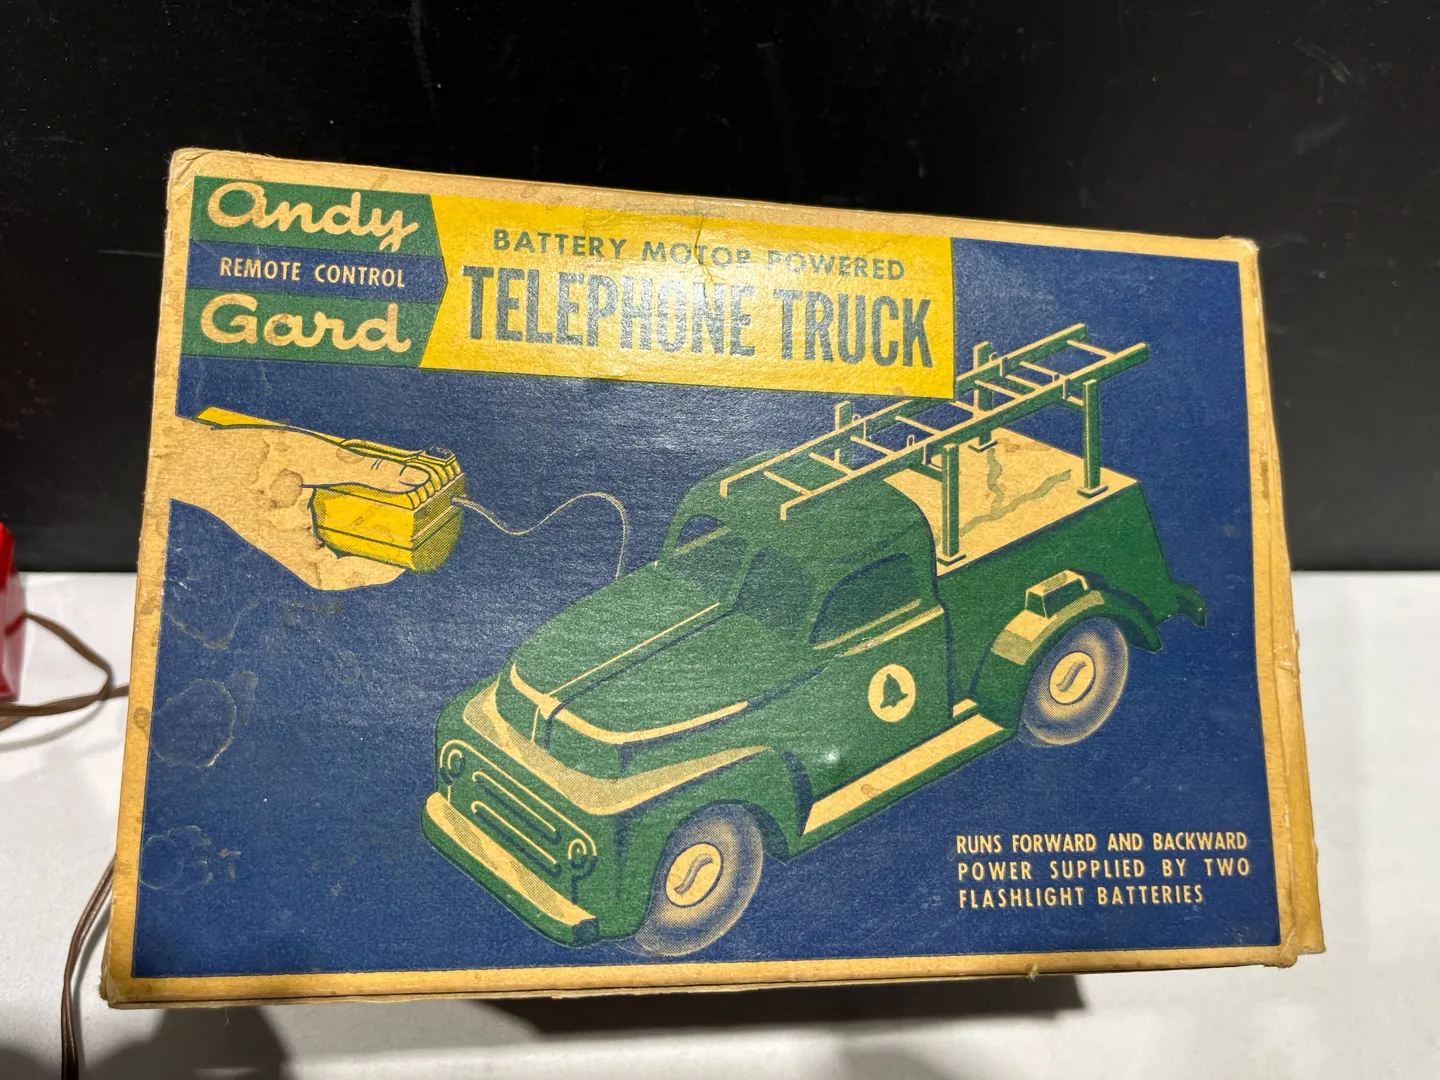 Andy
REMOTE CONTROL
Gard
BATTERY MOTOR POWERED
TELEPHONE TRUCK
RUNS FORWARD AND BACKWARD
POWER SUPPLIED BY TWO
FLASHLIGHT BATTERIES